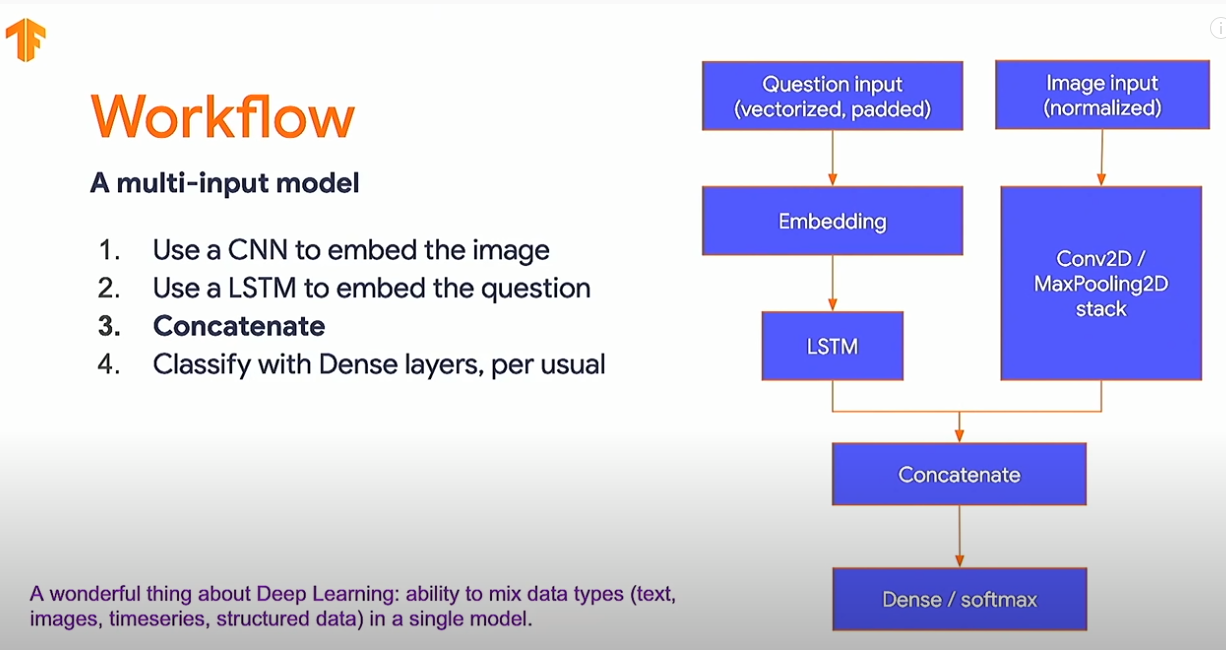 Workflow
A multi-input model
1. Use a CNN to embed the image
2. Use a LSTM to embed the question
3. Concatenate
4. Classify with Dense layers, per usual
A wonderful thing about Deep Learning: ability to mix data types (text,
images, timeseries, structured data) in a single model.
Question input
(vectorized, padded)
Image input
(normalized)
Embedding
Conv2D /
MaxPooling2D
stack
LSTM
Concatenate
Dense / softmax